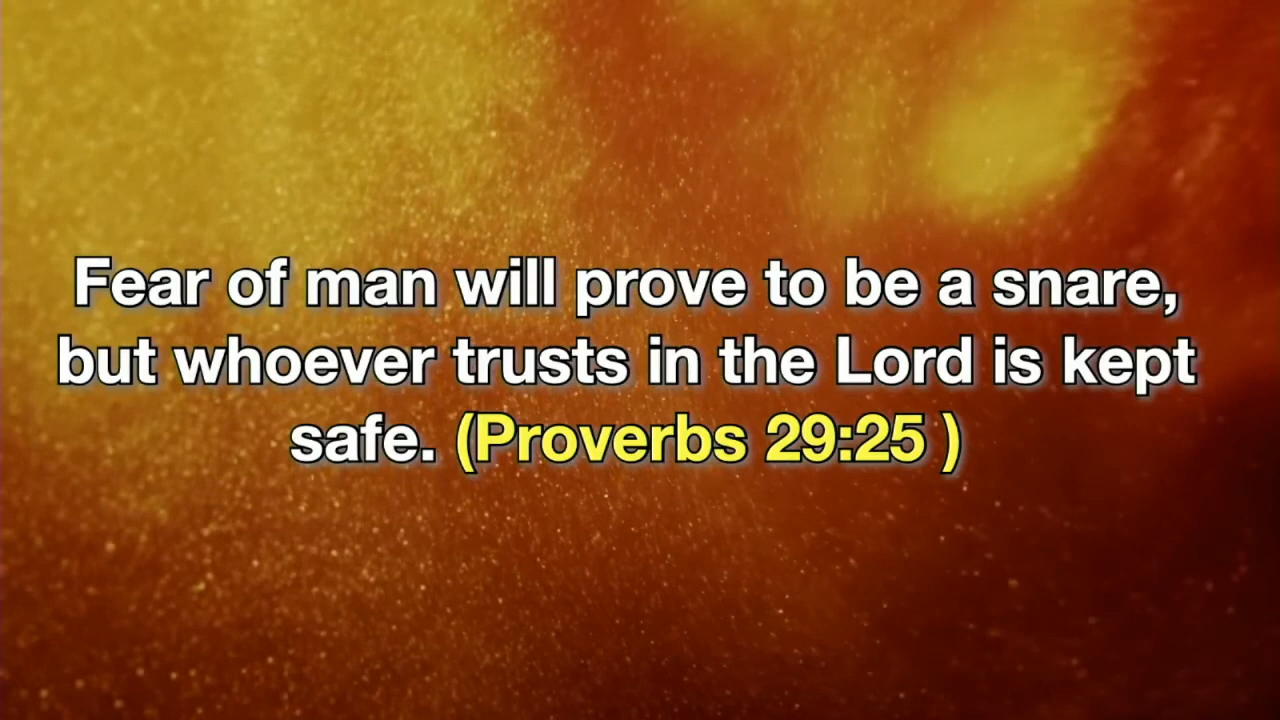 Fear of man will prove to be a snare,
but whoever trusts in the Lord is kept
safe. (Proverbs 29:25 )